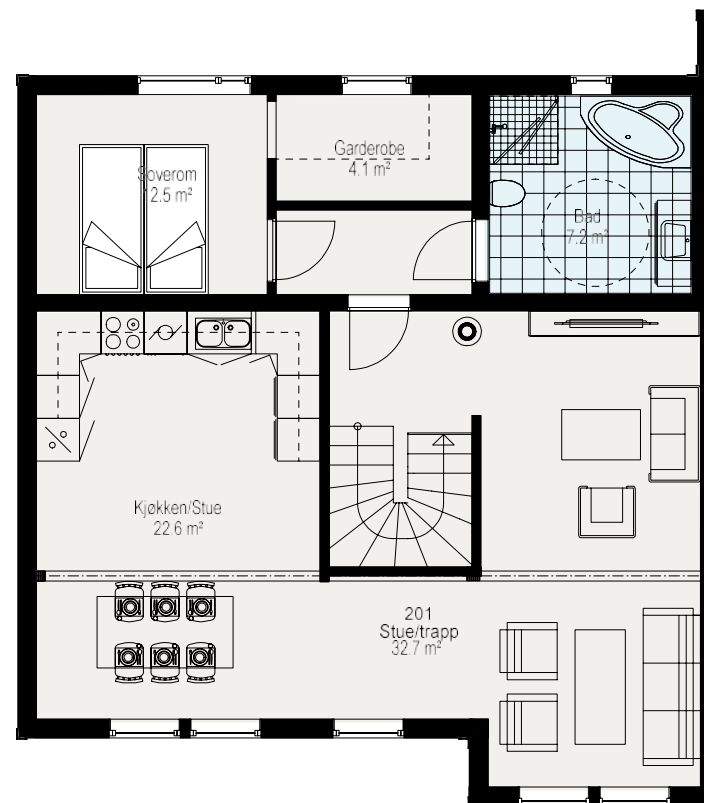 Garderobe
4.1 m²
Soverom
12.5 m²
Bad
7.2 m²
Kjøkken/Stue
22.6 m²
201
Stue/trapp
32.7 m²